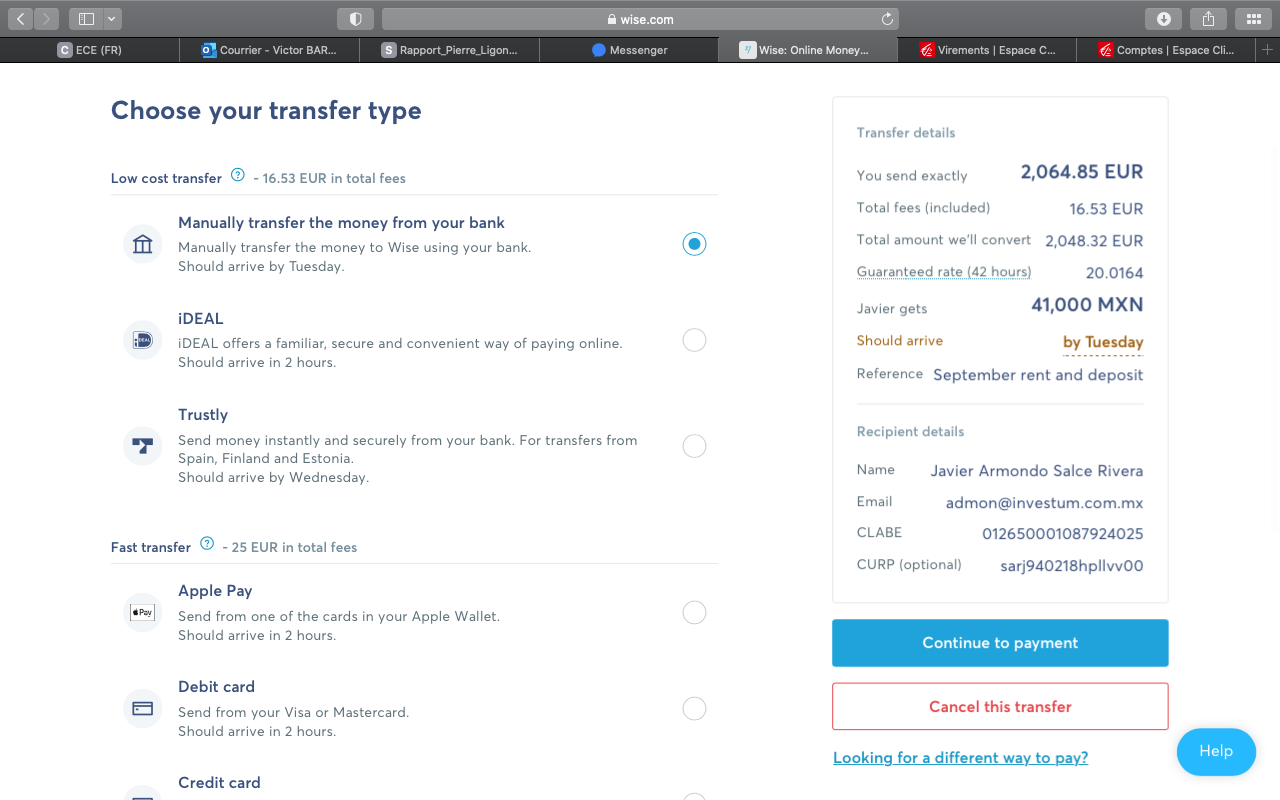 wise.com
C ECE (FR)
Courrier - Victor BAR...
S Rapport_Pierre_Ligon...
Messenger
Wise: Online Money...
Virements | Espace C...
Comptes | Espace Cli...
Choose your transfer type
Low cost transfer ? - 16.53 EUR in total fees
Manually transfer the money from your bank
Manually transfer the money to Wise using your bank.
Should arrive by Tuesday.
iDEAL
iDEAL offers a familiar, secure and convenient way of paying online.
Should arrive in 2 hours.
Trustly
Send money instantly and securely from your bank. For transfers from
Spain, Finland and Estonia.
Should arrive by Wednesday.
Fast transfer ? - 25 EUR in total fees
Apple Pay
Pay
Send from one of the cards in your Apple Wallet.
Should arrive in 2 hours.
Debit card
Send from your Visa or Mastercard.
Should arrive in 2 hours.
Credit card
Transfer details
You send exactly 2,064.85 EUR
Total fees (included) 16.53 EUR
Total amount we'll convert 2,048.32 EUR
Guaranteed rate (42 hours) 20.0164
Javier gets 41,000 MXN
Should arrive by Tuesday
Reference September rent and deposit
Recipient details
Name Javier Armondo Salce Rivera
Email admon@investum.com.mx
CLABE 012650001087924025
CURP (optional) sarj940218hpllvv00
Continue to payment
Cancel this transfer
Looking for a different way to pay?
Help